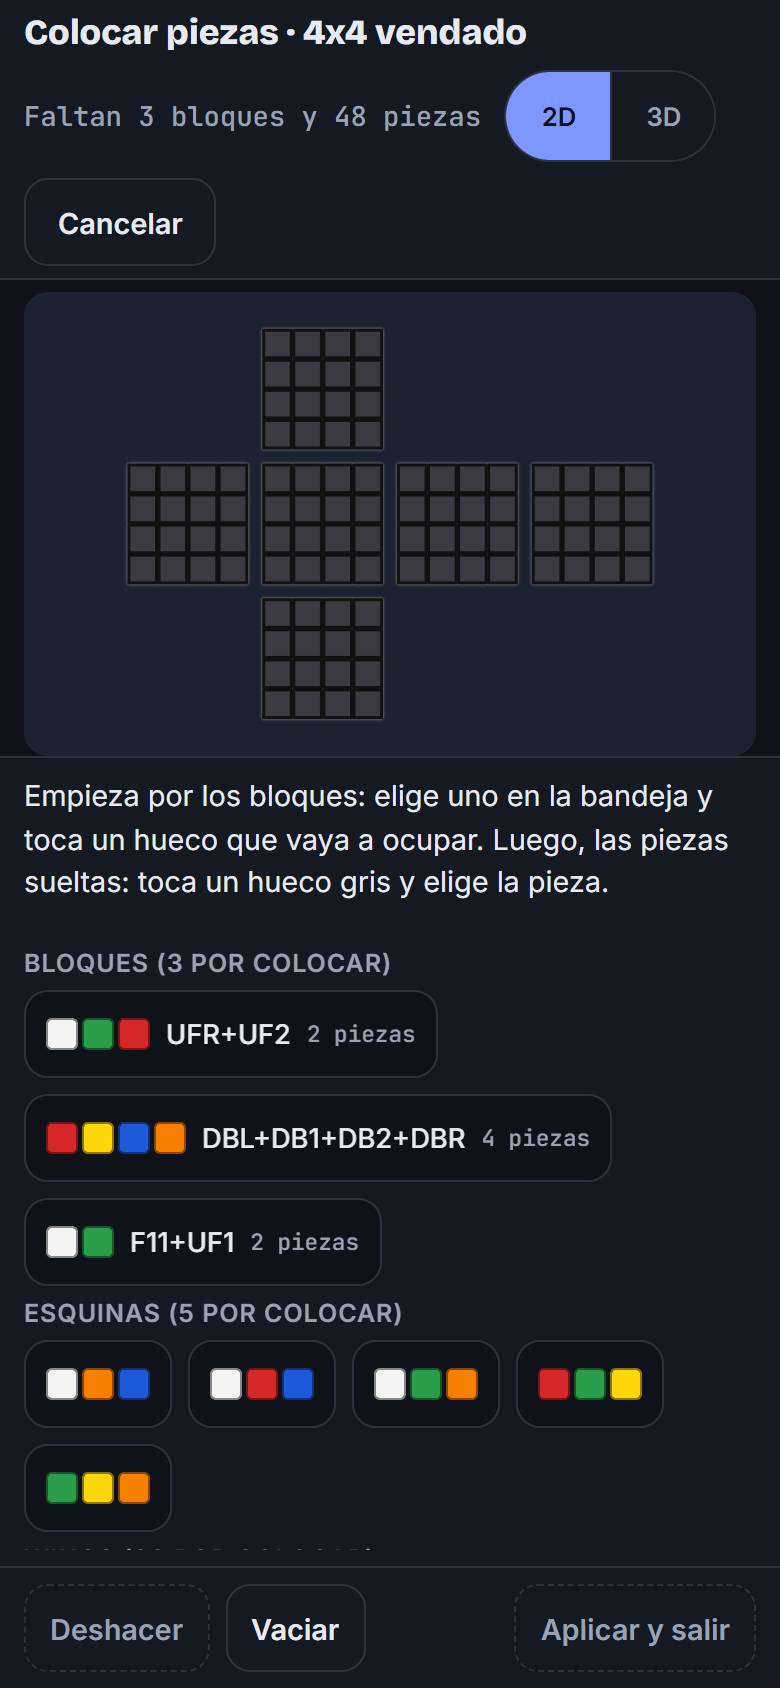 Colocar piezas · 4x4 vendado
Faltan 3 bloques y 48 piezas
2D
3D
Cancelar
Empieza por los bloques: elige uno en la bandeja y
toca un hueco que vaya a ocupar. Luego, las piezas
sueltas: toca un hueco gris y elige la pieza.
BLOQUES (3 POR COLOCAR)
UFR+UF2 2 piezas
DBL+DB1+DB2+DBR 4 piezas
F11+UF1 2 piezas
ESQUINAS (5 POR COLOCAR)
Deshacer
Vaciar
Aplicar y salir